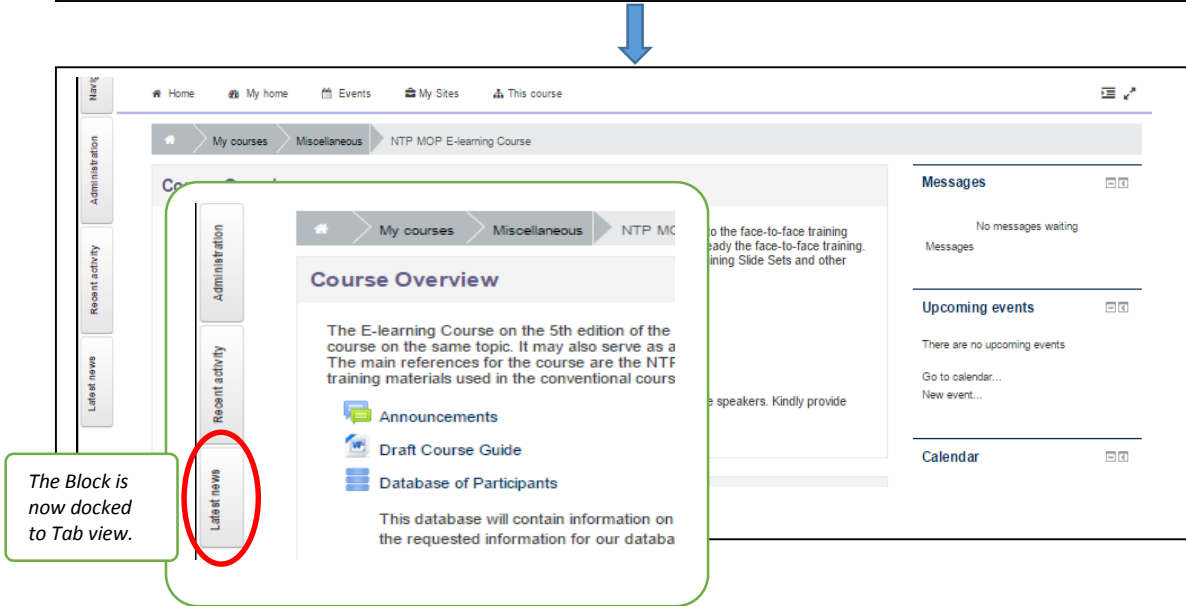 Home My home Events My Sites This course
My courses Miscellaneous NTP MOP E-learning Course
Administration
Recent activity
Latest news
Messages
No messages waiting
Messages
Upcoming events
There are no upcoming events
Go to calendar...
New event...
Calendar
to the face-to-face training
eady the face-to-face training.
ining Slide Sets and other
e speakers. Kindly provide
Administration
Recent activity
Latest news
My courses Miscellaneous NTP MO
Course Overview
The E-learning Course on the 5th edition of the
course on the same topic. It may also serve as a
The main references for the course are the NTP
training materials used in the conventional cours
Announcements
Draft Course Guide
Database of Participants
This database will contain information on
the requested information for our databa
The Block is
now docked
to Tab view.